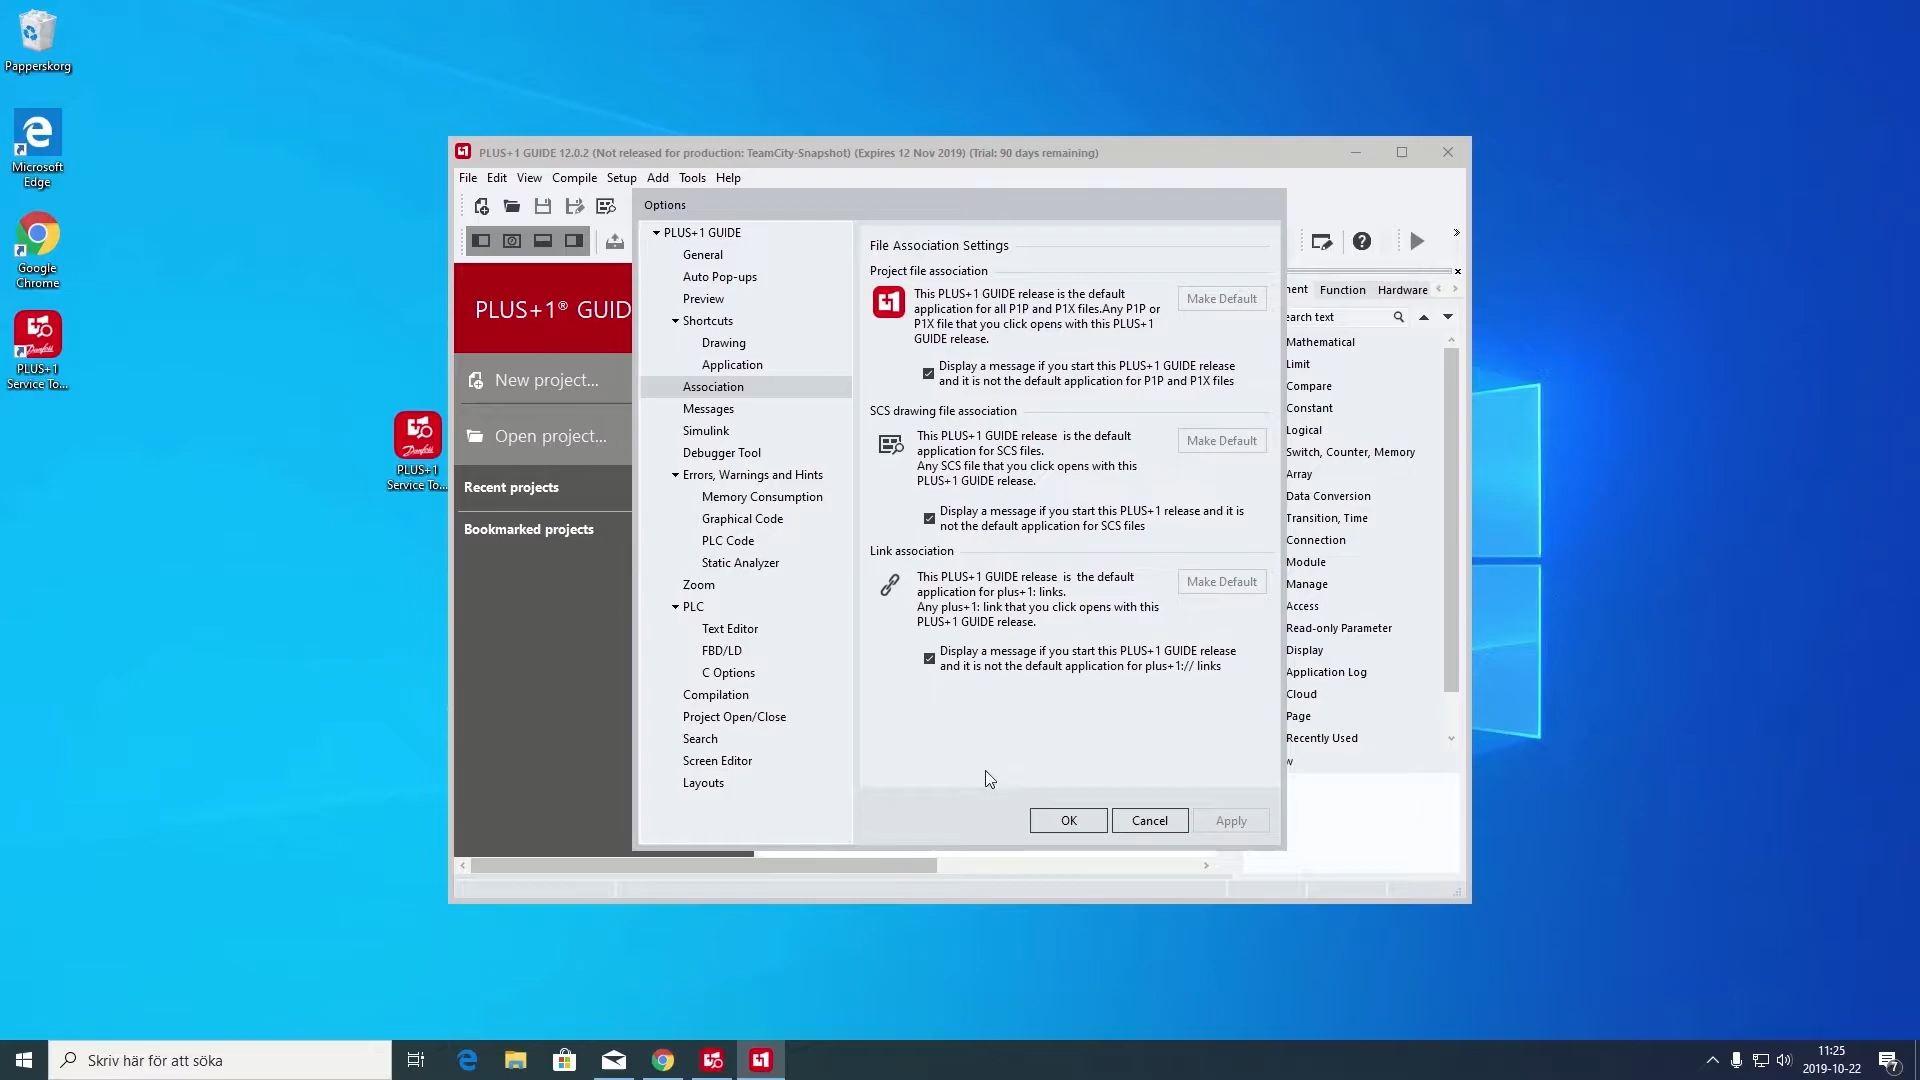 Papperskorg
Microsoft
Edge
Google
Chrome
PLUS+1
Service To...
PLUS+1
Service To...
PLUS+1 GUIDE 12.0.2 (Not released for production: TeamCity-Snapshot) (Expires 12 Nov 2019) (Trial: 90 days remaining)
File Edit View Compile Setup Add Tools Help
PLUS+1® GUID
New project...
Open project...
Recent projects
Bookmarked projects
Options
PLUS+1 GUIDE
General
Auto Pop-ups
Preview
Shortcuts
Drawing
Application
Association
Messages
Simulink
Debugger Tool
Errors, Warnings and Hints
Memory Consumption
Graphical Code
PLC Code
Static Analyzer
Zoom
PLC
Text Editor
FBD/LD
C Options
Compilation
Project Open/Close
Search
Screen Editor
Layouts
File Association Settings
Project file association
This PLUS+1 GUIDE release is the default
application for all P1P and P1X files.Any P1P or
P1X file that you click opens with this PLUS+1
GUIDE release.
Make Default
Display a message if you start this PLUS+1 GUIDE release
and it is not the default application for P1P and P1X files
SCS drawing file association
This PLUS+1 GUIDE release is the default
application for SCS files.
Any SCS file that you click opens with this
PLUS+1 GUIDE release.
Make Default
Display a message if you start this PLUS+1 release and it is
not the default application for SCS files
Link association
This PLUS+1 GUIDE release is the default
application for plus+1: links.
Any plus+1: link that you click opens with this
PLUS+1 GUIDE release.
Make Default
Display a message if you start this PLUS+1 GUIDE release
and it is not the default application for plus+1:// links
OK Cancel Apply
nent Function Hardware
earch text
Mathematical
Limit
Compare
Constant
Logical
Switch, Counter, Memory
Array
Data Conversion
Transition, Time
Connection
Module
Manage
Access
Read-only Parameter
Display
Application Log
Cloud
Page
Recently Used
w
Skriv här för att söka
11:25
2019-10-22
7